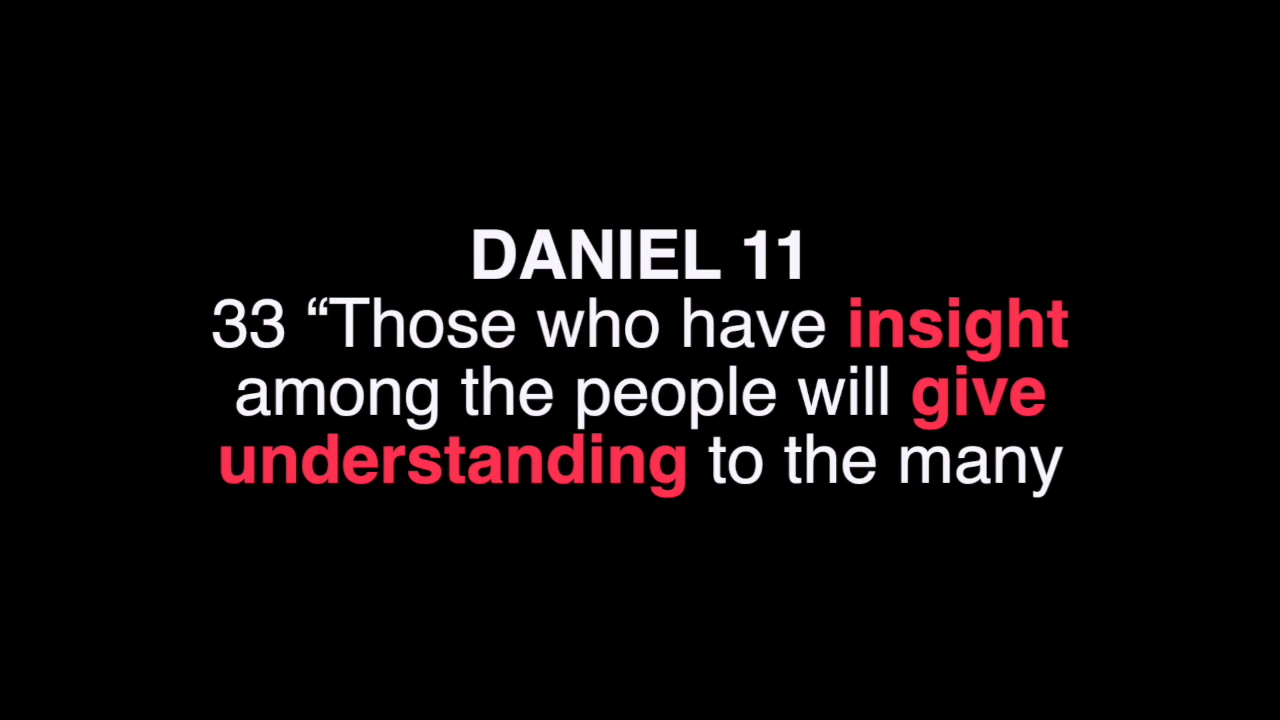 DANIEL 11
33 “Those who have insight
among the people will give
understanding to the many